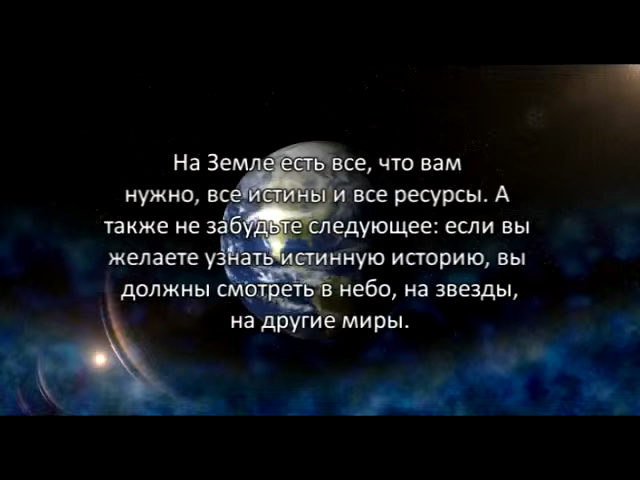 На Земле есть все, что вам
нужно, все истины и все ресурсы. А
также не забудьте следующее: если вы
желаете узнать истинную историю, вы
должны смотреть в небо, на звезды,
на другие миры.